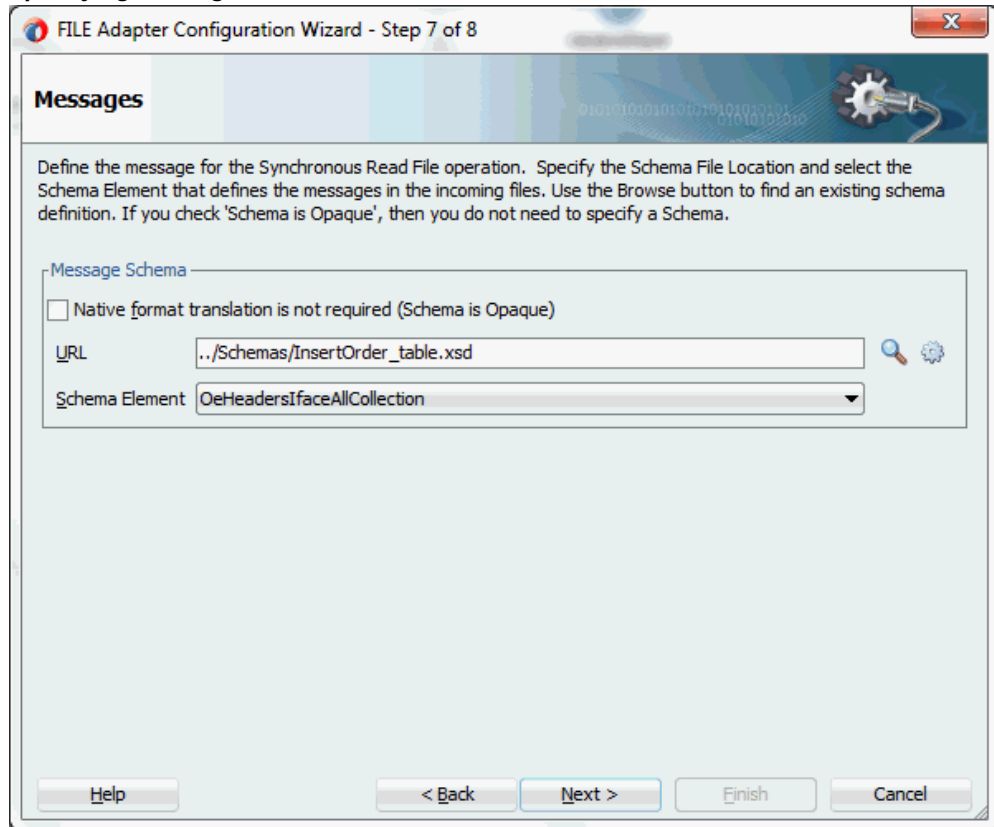 FILE Adapter Configuration Wizard - Step 7 of 8
Messages
Define the message for the Synchronous Read File operation.  Specify the Schema File Location and select the
Schema Element that defines the messages in the incoming files. Use the Browse button to find an existing schema
definition. If you check 'Schema is Opaque', then you do not need to specify a Schema.
Message Schema
Native format translation is not required (Schema is Opaque)
URL ../Schemas/InsertOrder_table.xsd
Schema Element OeHeadersIfaceAllCollection
Help < Back Next > Finish Cancel